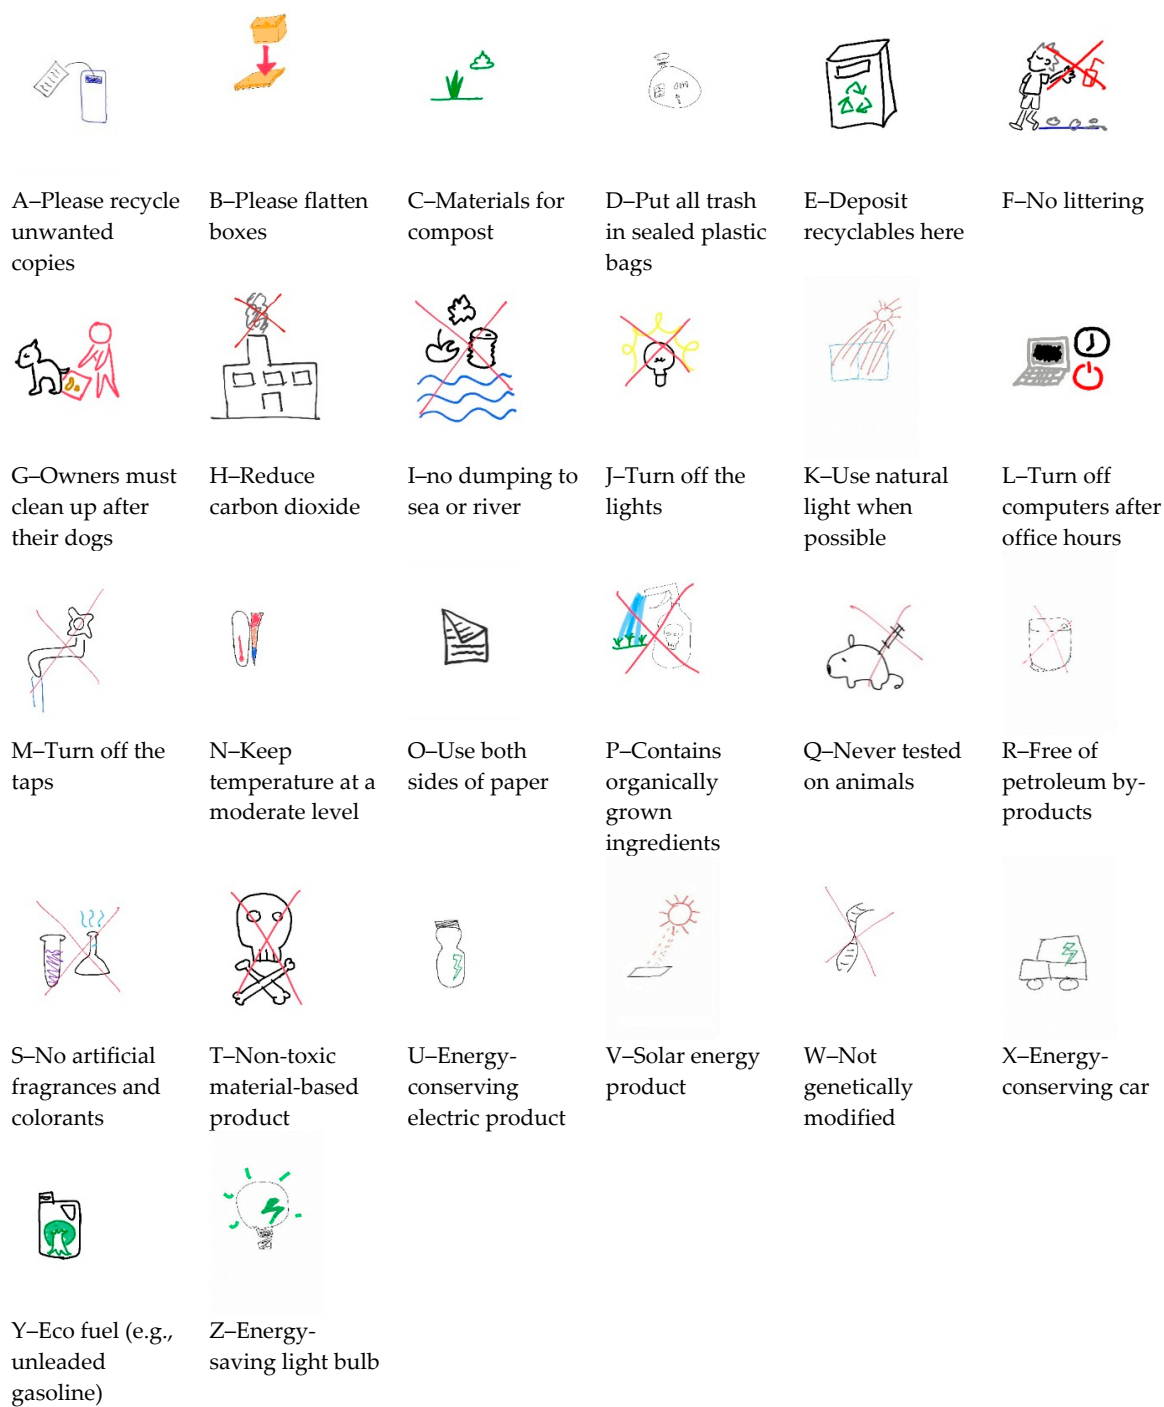 A–Please recycle
unwanted
copies
B–Please flatten
boxes
C–Materials for
compost
D–Put all trash
in sealed plastic
bags
E–Deposit
recyclables here
F–No littering
G–Owners must
clean up after
their dogs
H–Reduce
carbon dioxide
I–no dumping to
sea or river
J–Turn off the
lights
K–Use natural
light when
possible
L–Turn off
computers after
office hours
M–Turn off the
taps
N–Keep
temperature at a
moderate level
O–Use both
sides of paper
P–Contains
organically
grown
ingredients
Q–Never tested
on animals
R–Free of
petroleum by-
products
S–No artificial
fragrances and
colorants
T–Non-toxic
material-based
product
U–Energy-
conserving
electric product
V–Solar energy
product
W–Not
genetically
modified
X–Energy-
conserving car
Y–Eco fuel (e.g.,
unleaded
gasoline)
Z–Energy-
saving light bulb